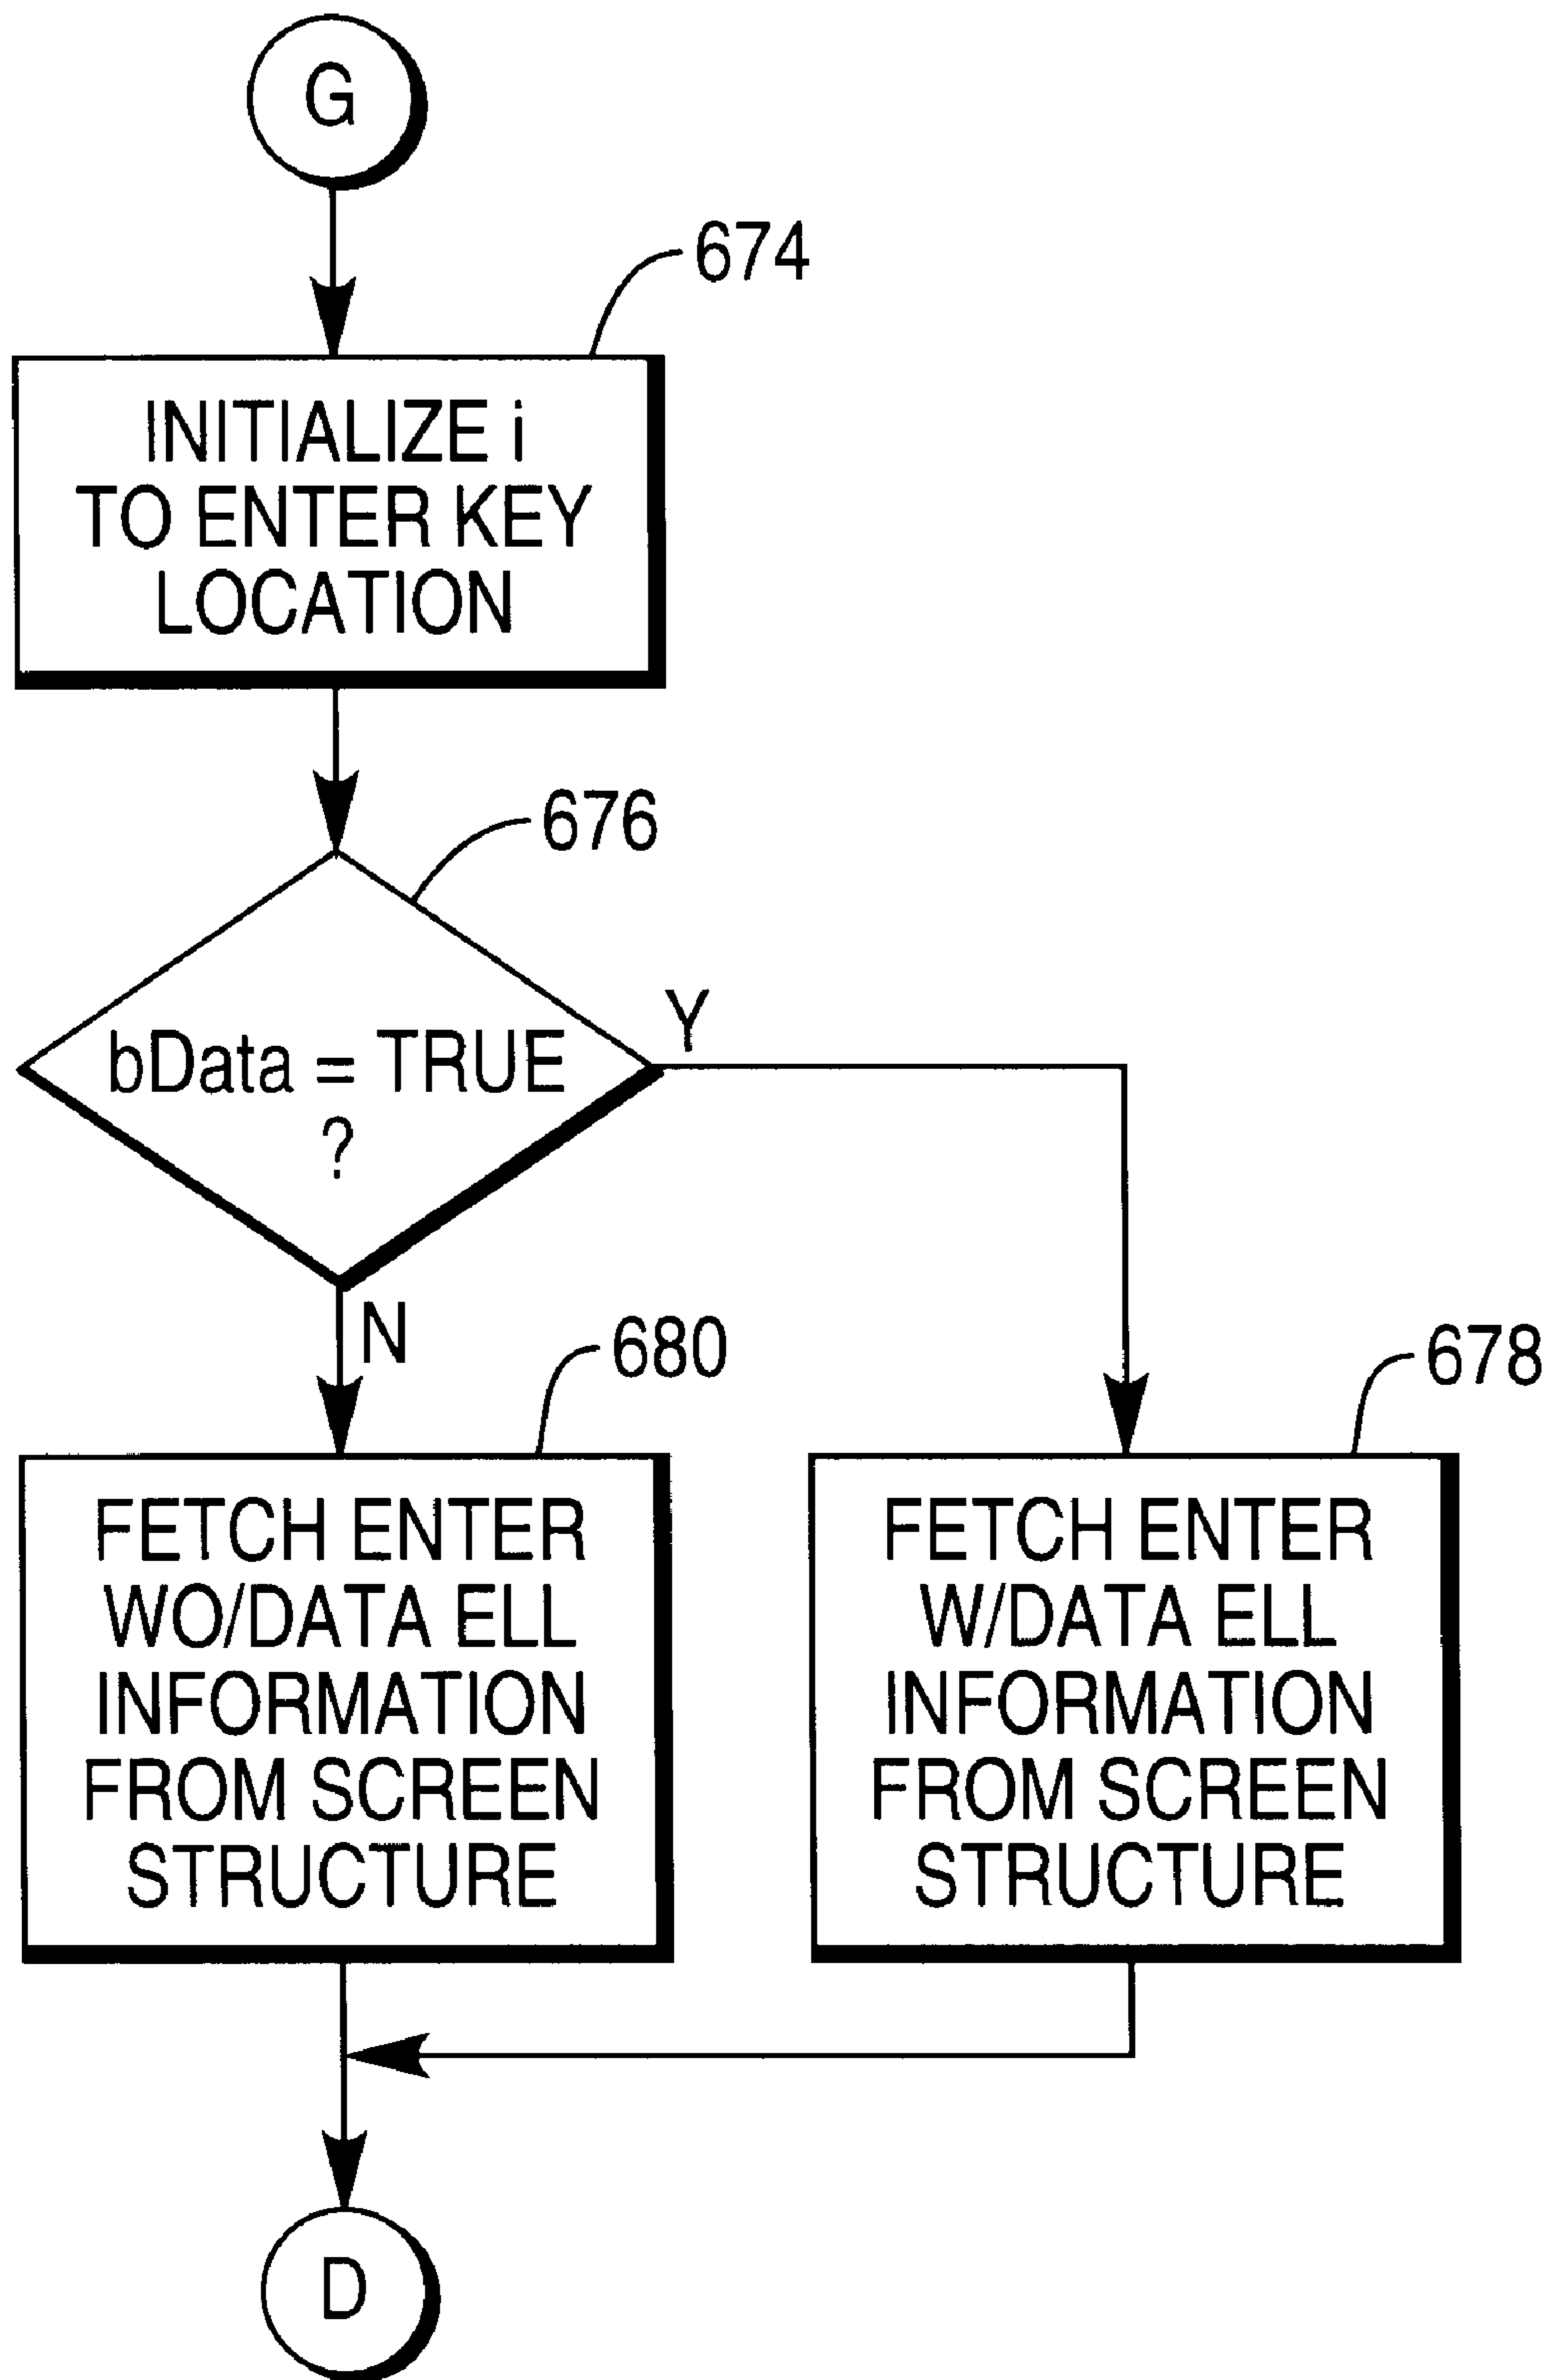 G
674
INITIALIZE i
TO ENTER KEY
LOCATION
676
bData = TRUE
?
Y
N
680
FETCH ENTER
WO/DATA ELL
INFORMATION
FROM SCREEN
STRUCTURE
678
FETCH ENTER
W/DATA ELL
INFORMATION
FROM SCREEN
STRUCTURE
D